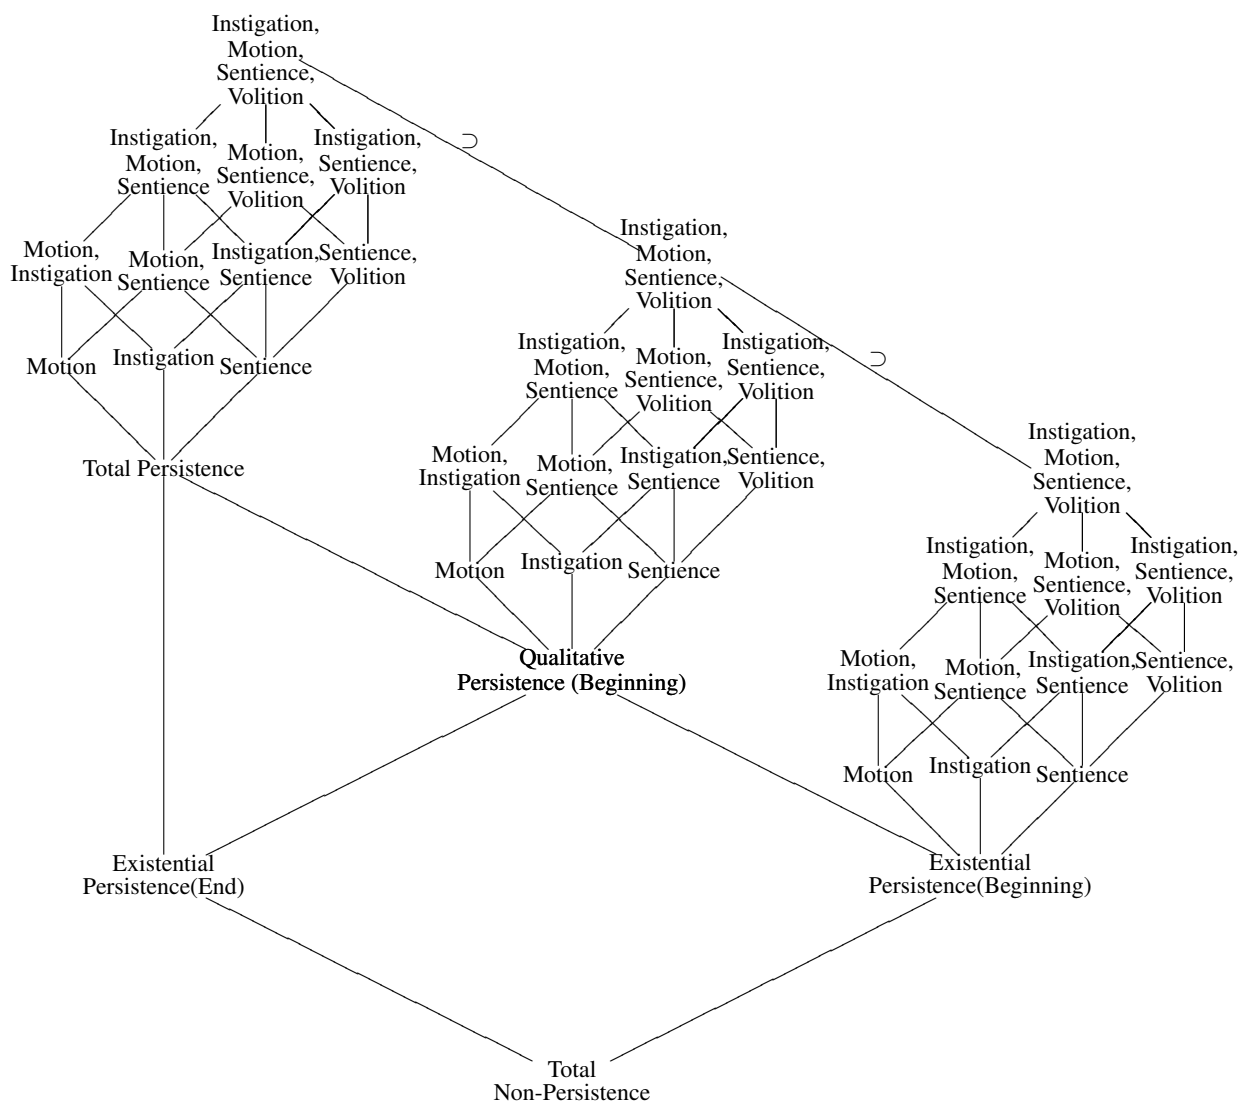 Instigation,
Motion,
Sentience,
Volition
Instigation,
Motion,
Sentience
Motion,
Sentience,
Volition
Instigation,
Sentience,
Volition
Motion,
Instigation
Motion,
Sentience
Instigation,
Sentience
Sentience,
Volition
Motion
Instigation
Sentience
Total Persistence
⊃
Instigation,
Motion,
Sentience,
Volition
Instigation,
Motion,
Sentience
Motion,
Sentience,
Volition
Instigation,
Sentience,
Volition
Motion,
Instigation
Motion,
Sentience
Instigation,
Sentience
Sentience,
Volition
Motion
Instigation
Sentience
Qualitative
Persistence (Beginning)
⊃
Instigation,
Motion,
Sentience,
Volition
Instigation,
Motion,
Sentience
Motion,
Sentience,
Volition
Instigation,
Sentience,
Volition
Motion,
Instigation
Motion,
Sentience
Instigation,
Sentience
Sentience,
Volition
Motion
Instigation
Sentience
Existential
Persistence(End)
Existential
Persistence(Beginning)
Total
Non-Persistence